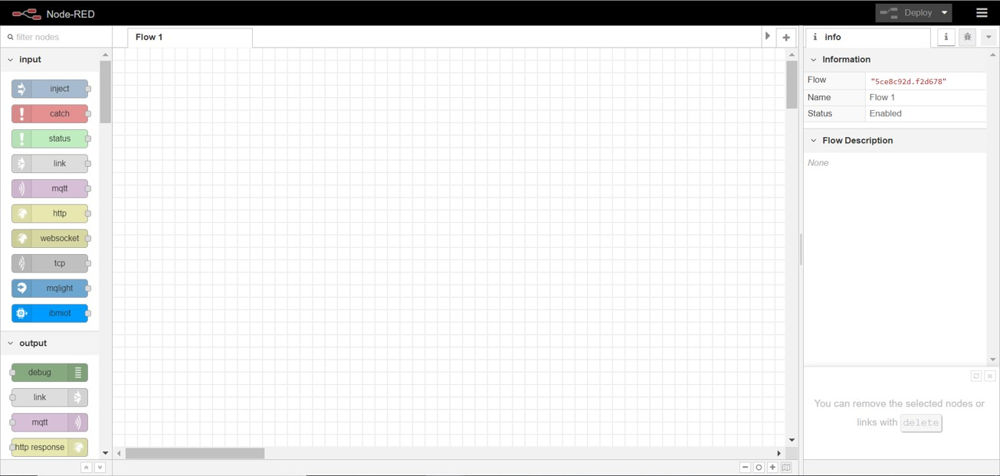 Node-RED
Deploy
filter nodes
Flow 1
info
input
inject
catch
status
link
mqtt
http
websocket
tcp
mqlight
ibmiot
output
debug
link
mqtt
http response
Information
Flow "5ce8c92d.f2d678"
Name Flow 1
Status Enabled
Flow Description
None
You can remove the selected nodes or
links with delete